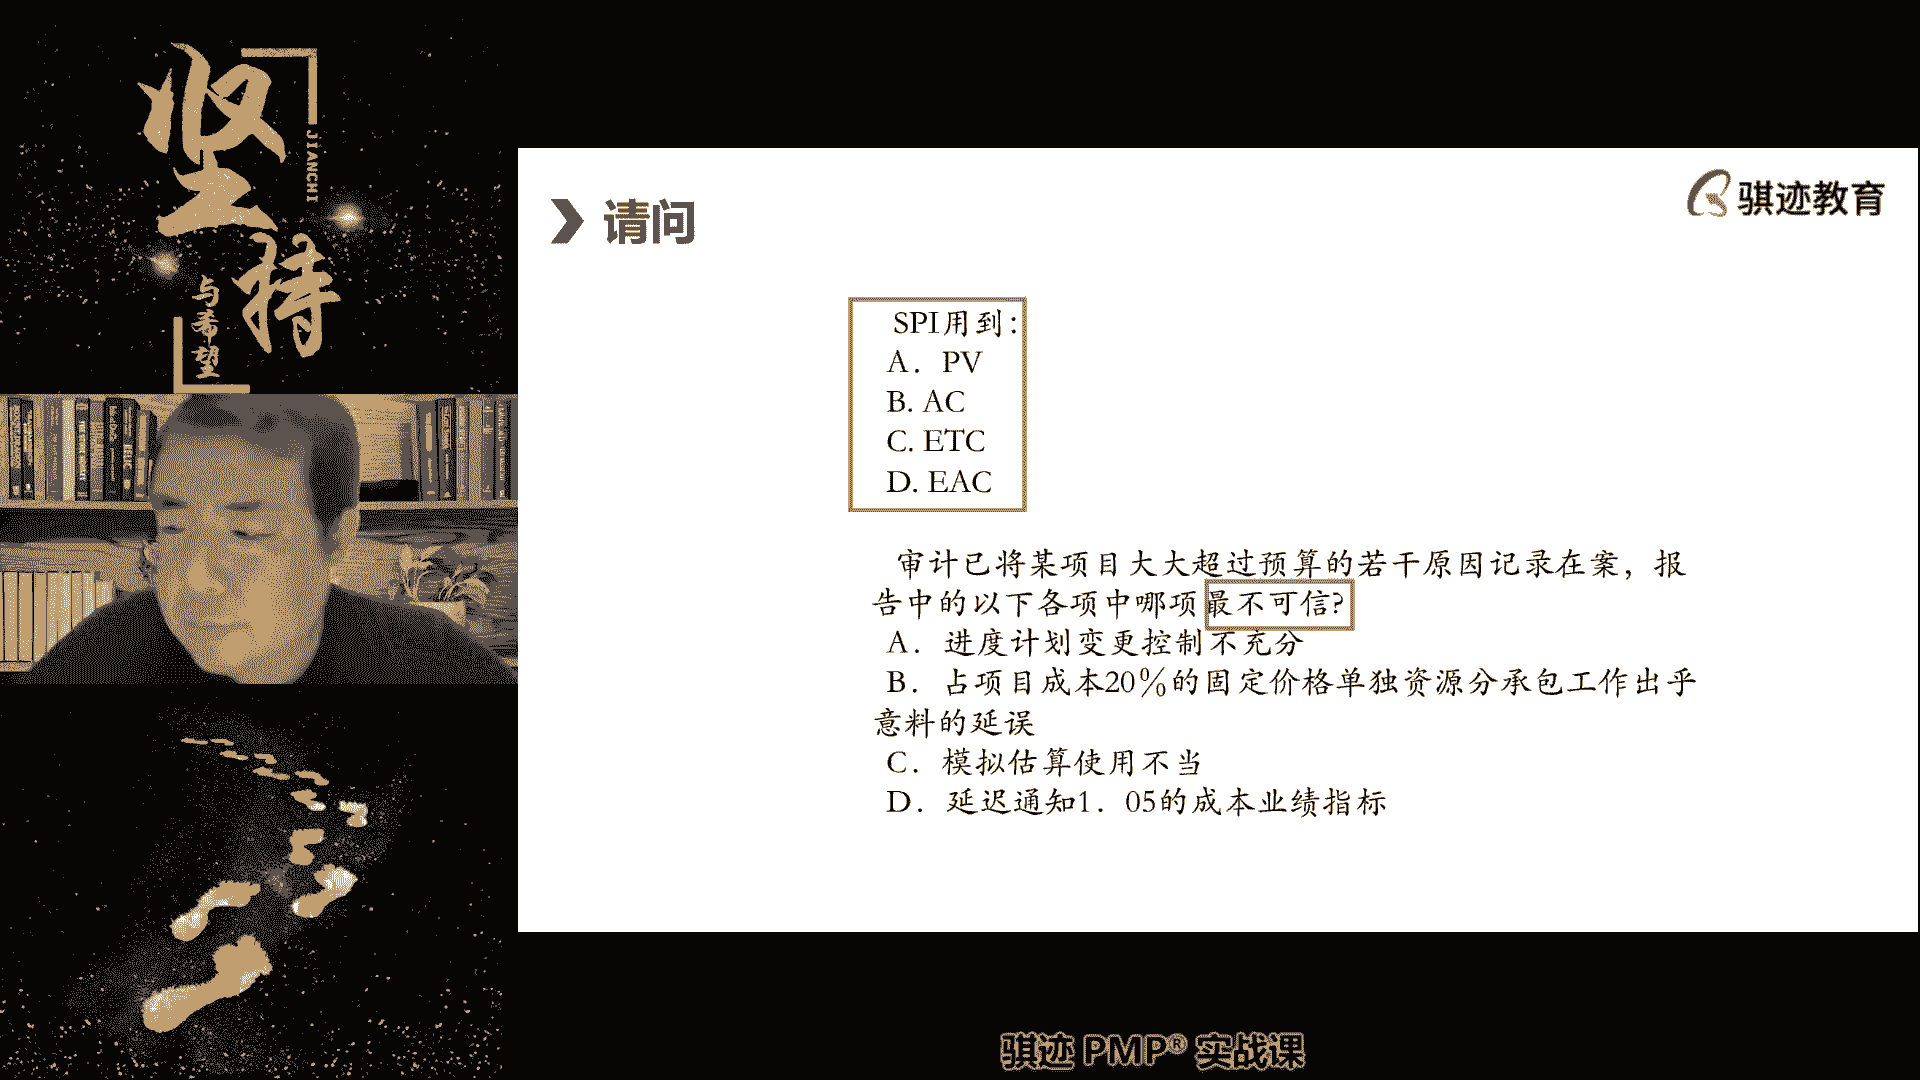 坚持
JIANCHI
与希望
请问
骐迹教育
SPI用到：
A．PV
B. AC
C. ETC
D. EAC
审计已将某项目大大超过预算的若干原因记录在案，报
告中的以下各项中哪项最不可信?
A．进度计划变更控制不充分
B．占项目成本20%的固定价格单独资源分承包工作出乎
意料的延误
C．模拟估算使用不当
D．延迟通知1．05的成本业绩指标
骐迹 PMP® 实战课